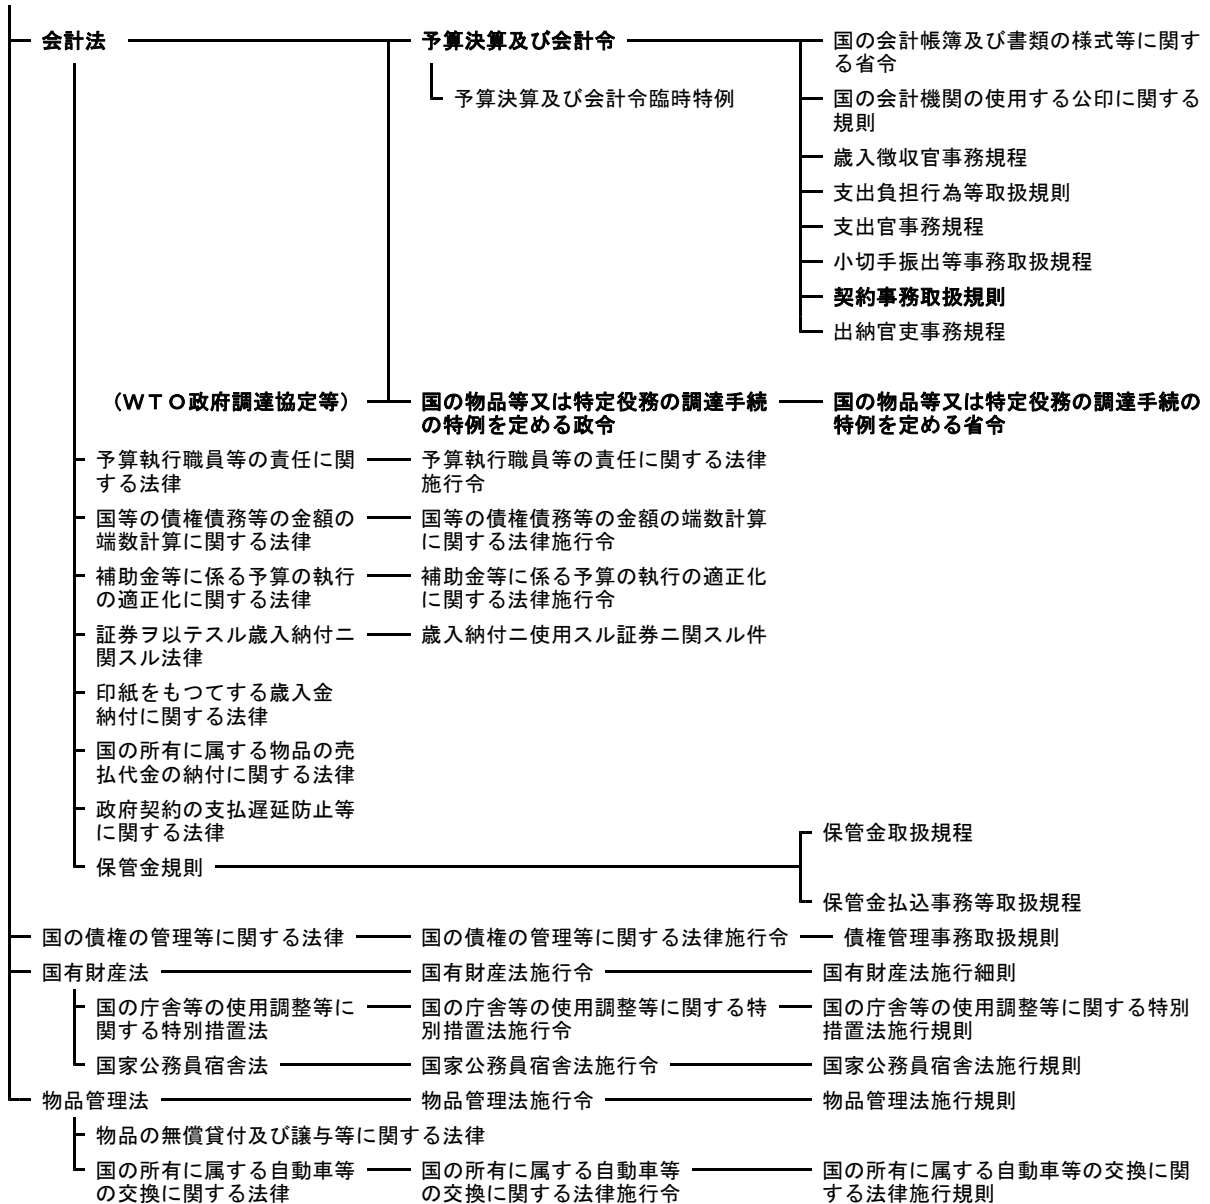 会計法
予算決算及び会計令
国の会計帳簿及び書類の様式等に関す
る省令
予算決算及び会計令臨時特例
国の会計機関の使用する公印に関する
規則
歳入徴収官事務規程
支出負担行為等取扱規則
支出官事務規程
小切手振出等事務取扱規程
契約事務取扱規則
出納官吏事務規程
（ＷＴＯ政府調達協定等）
国の物品等又は特定役務の調達手続
の特例を定める政令
国の物品等又は特定役務の調達手続の
特例を定める省令
予算執行職員等の責任に関
する法律
予算執行職員等の責任に関する法律
施行令
国等の債権債務等の金額の
端数計算に関する法律
国等の債権債務等の金額の端数計算
に関する法律施行令
補助金等に係る予算の執行
の適正化に関する法律
補助金等に係る予算の執行の適正化
に関する法律施行令
証券ヲ以テスル歳入納付ニ
関スル法律
歳入納付ニ使用スル証券ニ関スル件
印紙をもつてする歳入金
納付に関する法律
国の所有に属する物品の売
払代金の納付に関する法律
政府契約の支払遅延防止等
に関する法律
保管金規則
保管金取扱規程
保管金払込事務等取扱規程
国の債権の管理等に関する法律
国の債権の管理等に関する法律施行令
債権管理事務取扱規則
国有財産法
国有財産法施行令
国有財産法施行細則
国の庁舎等の使用調整等に
関する特別措置法
国の庁舎等の使用調整等に関する特
別措置法施行令
国の庁舎等の使用調整等に関する特別
措置法施行規則
国家公務員宿舎法
国家公務員宿舎法施行令
国家公務員宿舎法施行規則
物品管理法
物品管理法施行令
物品管理法施行規則
物品の無償貸付及び譲与等に関する法律
国の所有に属する自動車等
の交換に関する法律
国の所有に属する自動車等
の交換に関する法律施行令
国の所有に属する自動車等の交換に関
する法律施行規則